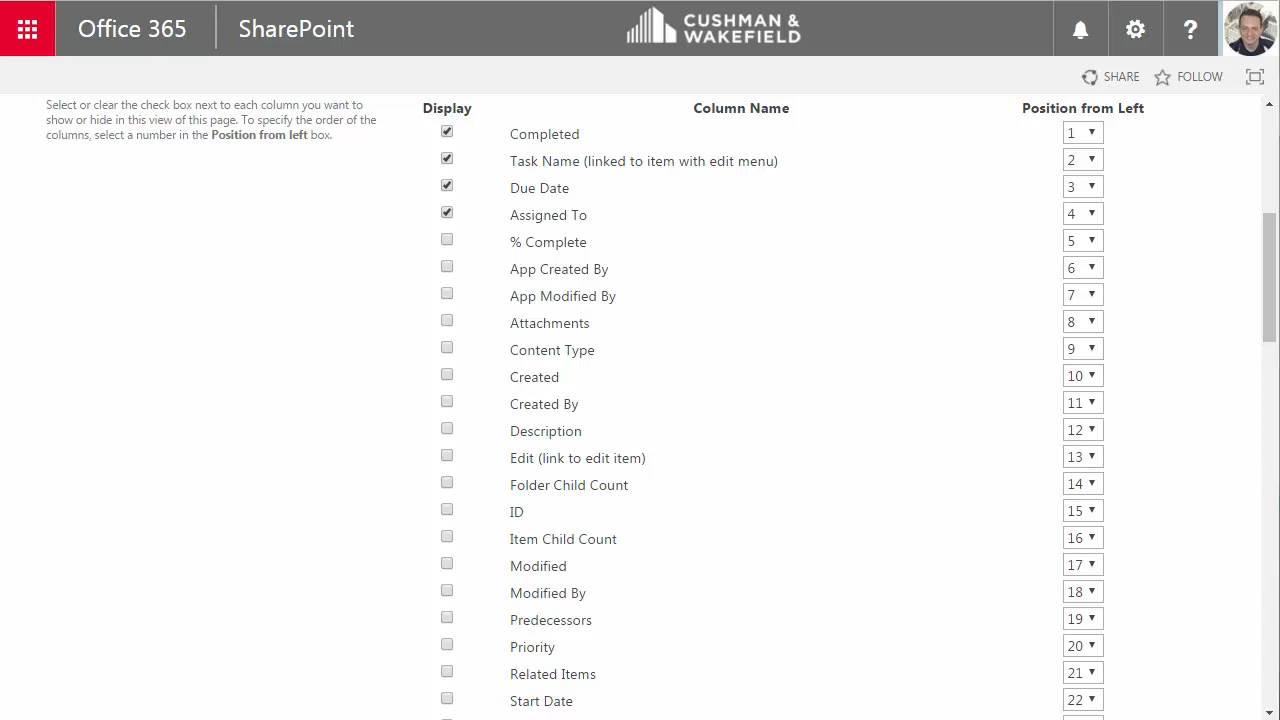 Office 365
SharePoint
CUSHMAN &
WAKEFIELD
?
SHARE
FOLLOW
Select or clear the check box next to each column you want to
show or hide in this view of this page. To specify the order of the
columns, select a number in the Position from left box.
Display Column Name Position from Left
Completed 1
Task Name (linked to item with edit menu) 2
Due Date 3
Assigned To 4
% Complete 5
App Created By 6
App Modified By 7
Attachments 8
Content Type 9
Created 10
Created By 11
Description 12
Edit (link to edit item) 13
Folder Child Count 14
ID 15
Item Child Count 16
Modified 17
Modified By 18
Predecessors 19
Priority 20
Related Items 21
Start Date 22